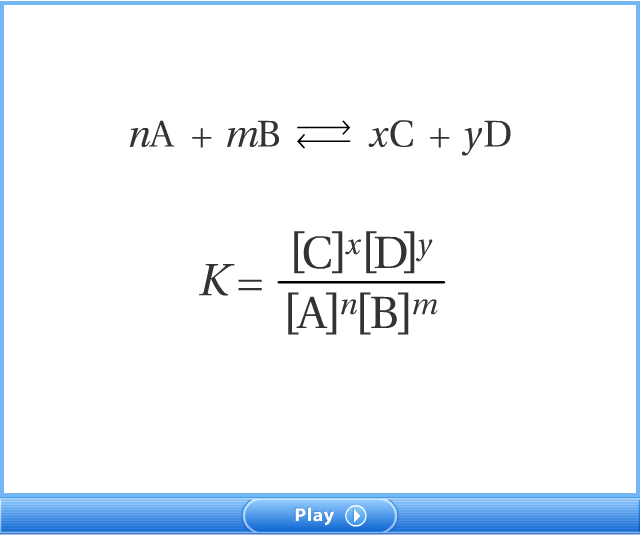 nA + mB ⇌ xC + yD
K = [C]^x[D]^y / [A]^n[B]^m
Play